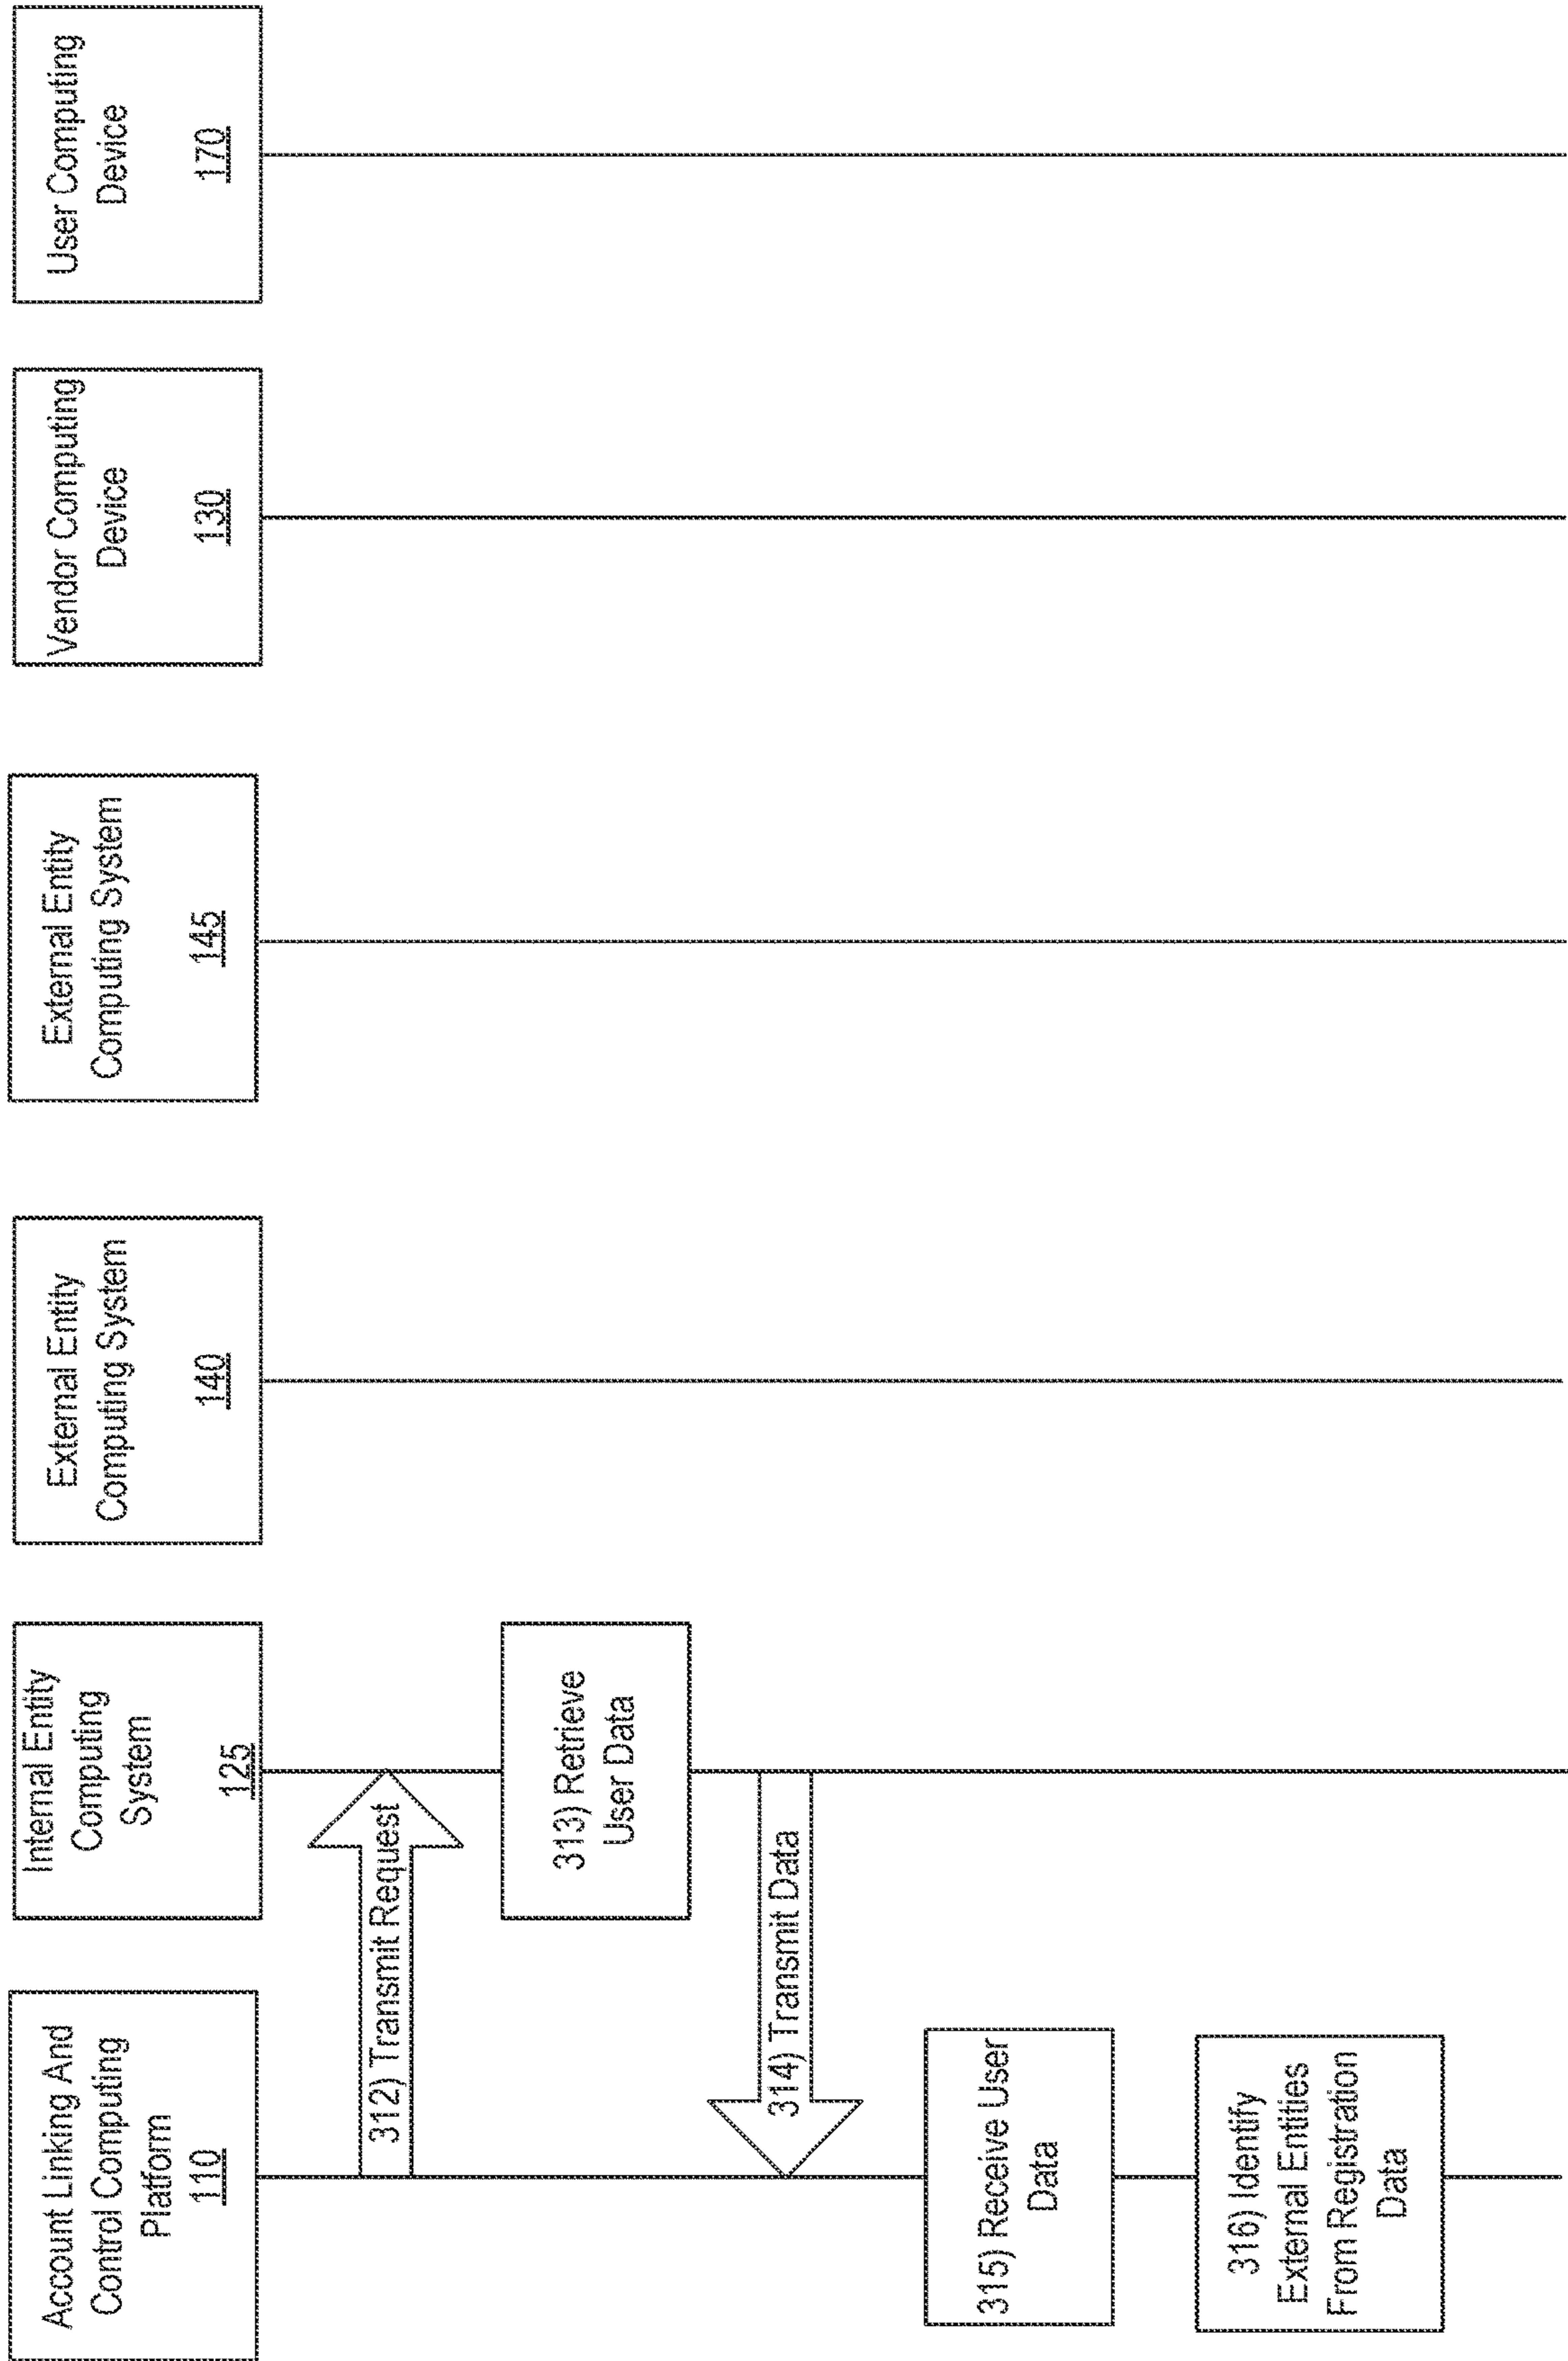 Account Linking And
Control Computing
Platform
110
Internal Entity
Computing
System
125
External Entity
Computing System
140
External Entity
Computing System
145
Vendor Computing
Device
130
User Computing
Device
170
312) Transmit Request
313) Retrieve
User Data
314) Transmit Data
315) Receive User
Data
316) Identify
External Entities
From Registration
Data